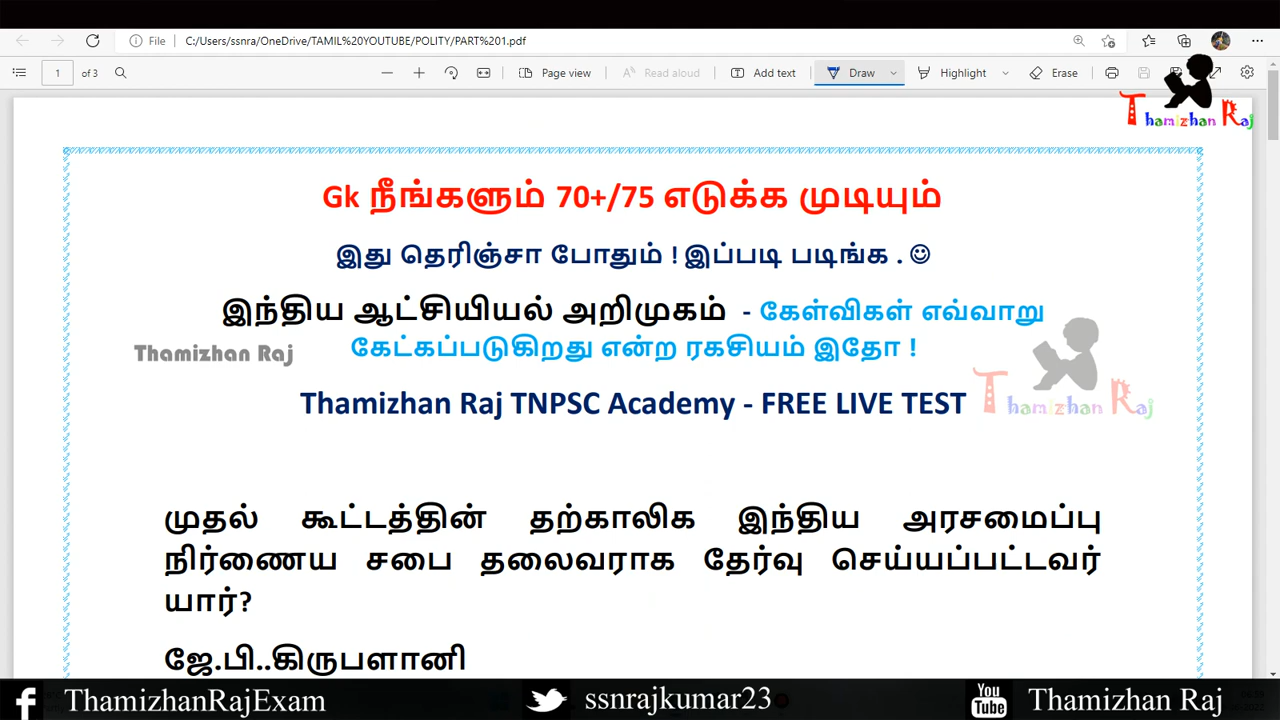 File C:/Users/ssnra/OneDrive/TAMIL%20YOUTUBE/POLITY/PART%201.pdf
1 of 3 Page view Read aloud Add text Draw Highlight Erase
Thamizhan Raj
Gk நீங்களும் 70+/75 எடுக்க முடியும்
இது தெரிஞ்சா போதும் ! இப்படி படிங்க . ☺
இந்திய ஆட்சியியல் அறிமுகம் - கேள்விகள் எவ்வாறு
கேட்கப்படுகிறது என்ற ரகசியம் இதோ !
Thamizhan Raj
Thamizhan Raj TNPSC Academy - FREE LIVE TEST
Thamizhan Raj
முதல் கூட்டத்தின் தற்காலிக இந்திய அரசமைப்பு
நிர்ணைய சபை தலைவராக தேர்வு செய்யப்பட்டவர்
யார்?
ஜே.பி..கிருபளானி
ThamizhanRajExam ssnrajkumar23 You Tube Thamizhan Raj